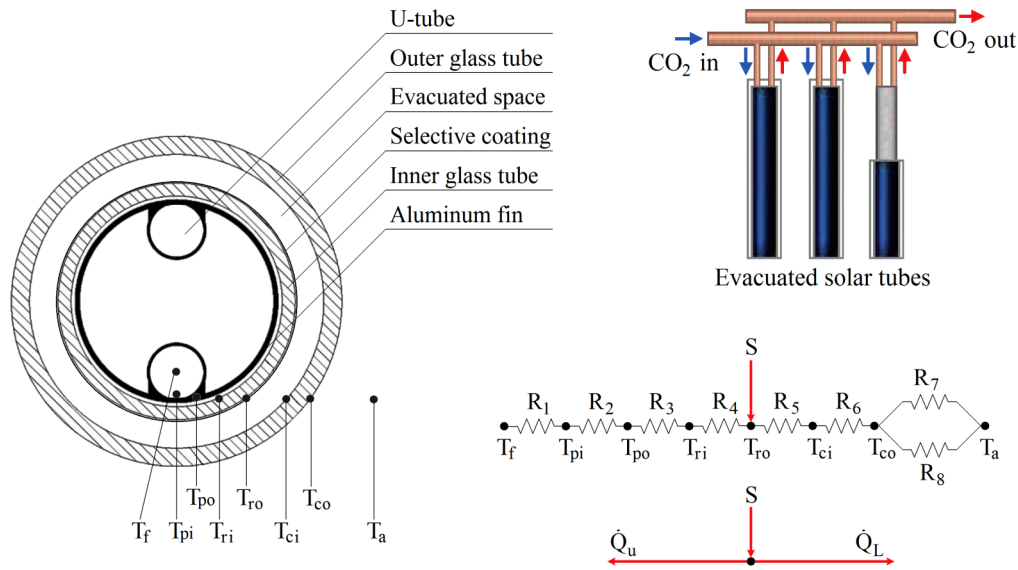 U-tube
Outer glass tube
Evacuated space
Selective coating
Inner glass tube
Aluminum fin
Tf
Tpi
Tpo
Tri
Tro
Tci
Tco
Ta
CO₂ in
CO₂ out
Evacuated solar tubes
S
R₁ R₂ R₃ R₄ R₅ R₆ R₇
Tf Tpi Tpo Tri Tro Tci Tco Ta
R₈
S
Q̇u Q̇L